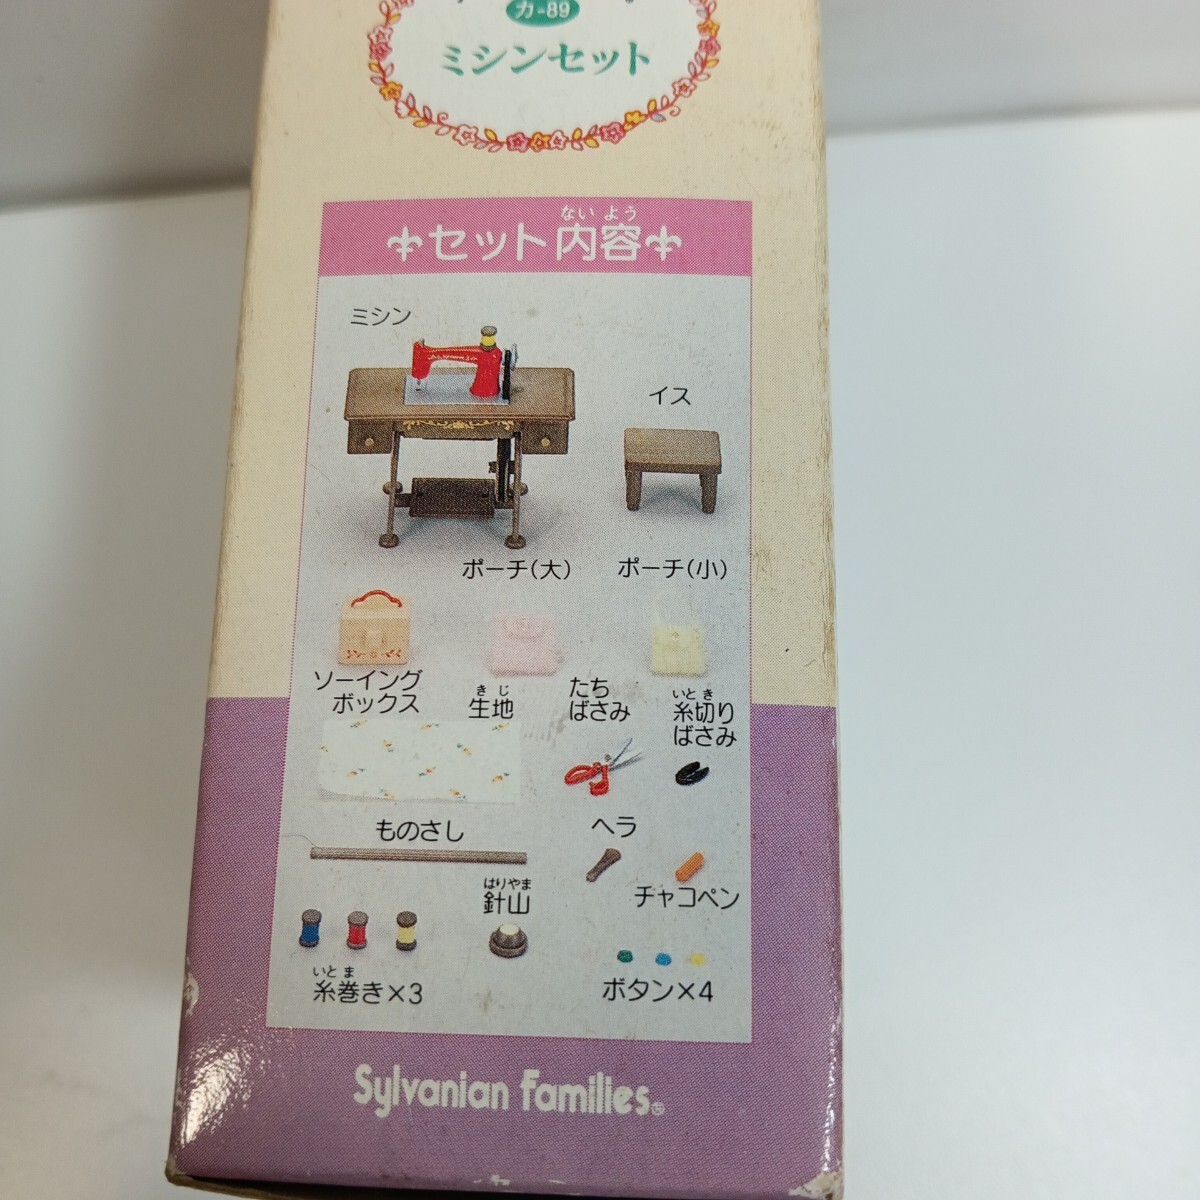 カ-89
ミシンセット
ない よう
セット内容
ミシン
イス
ポーチ(大)
ポーチ(小)
ソーイング
ボックス
きじ
生地
たち
ばさみ
いと き
糸切り
ばさみ
ものさし
ヘラ
チャコペン
はりやま
針山
いと ま
糸巻き×3
ボタン×4
Sylvanian Families